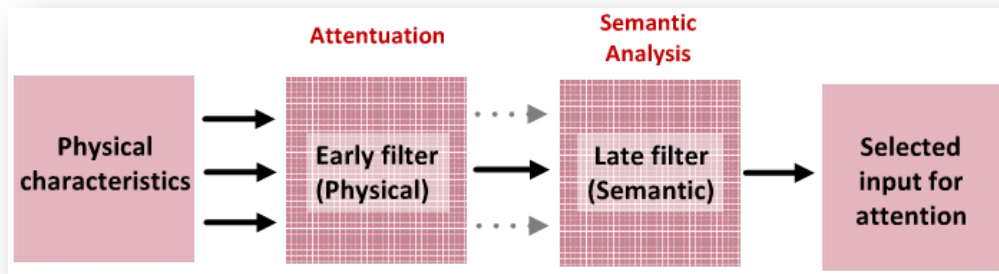 Attentuation
Semantic
Analysis
Physical
characteristics
Early filter
(Physical)
Late filter
(Semantic)
Selected
input for
attention